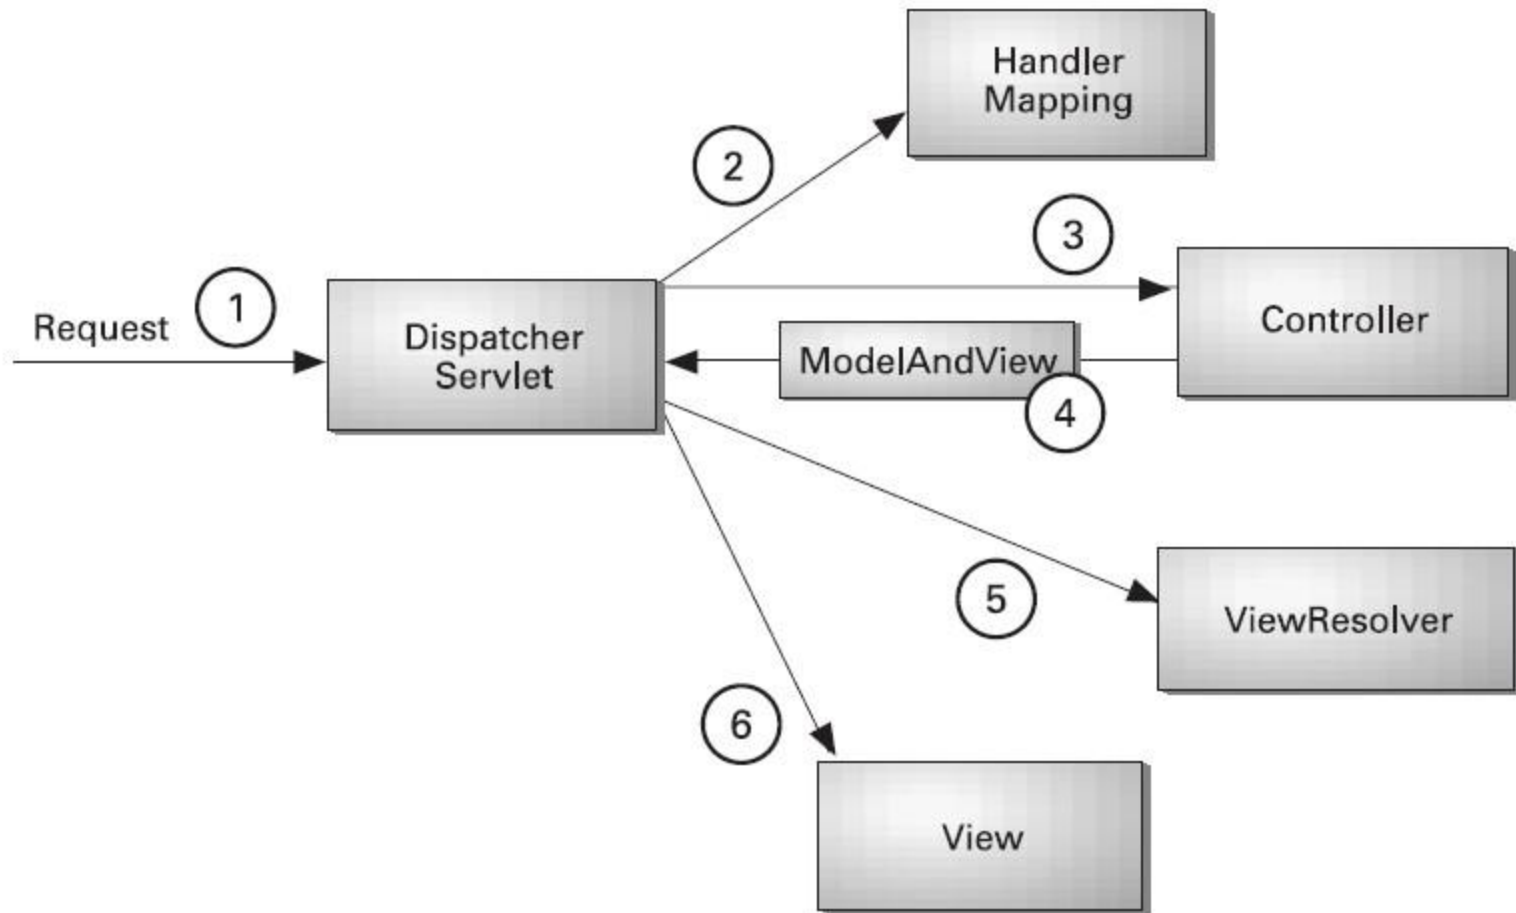 Handler
Mapping
2
3
Request
1
Dispatcher
Servlet
Controller
ModelAndView
4
5
ViewResolver
6
View